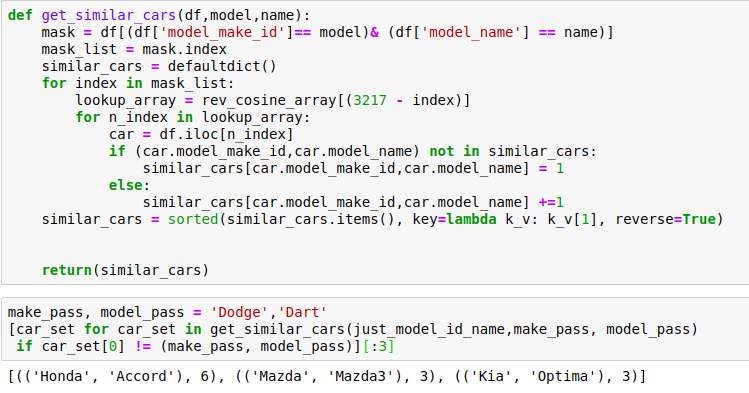 def get_similar_cars(df,model,name):
    mask = df[(df['model_make_id']== model)& (df['model_name'] == name)]
    mask_list = mask.index
    similar_cars = defaultdict()
    for index in mask_list:
        lookup_array = rev_cosine_array[(3217 - index)]
        for n_index in lookup_array:
            car = df.iloc[n_index]
            if (car.model_make_id,car.model_name) not in similar_cars:
                similar_cars[car.model_make_id,car.model_name] = 1
            else:
                similar_cars[car.model_make_id,car.model_name] +=1
    similar_cars = sorted(similar_cars.items(), key=lambda k_v: k_v[1], reverse=True)
    return(similar_cars)
make_pass, model_pass = 'Dodge','Dart'
[car_set for car_set in get_similar_cars(just_model_id_name,make_pass, model_pass)
 if car_set[0] != (make_pass, model_pass)][:3]
[(('Honda', 'Accord'), 6), (('Mazda', 'Mazda3'), 3), (('Kia', 'Optima'), 3)]